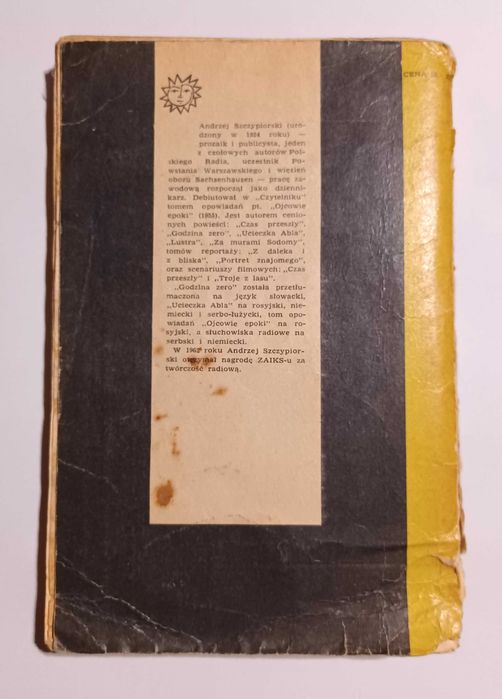 CENA
Andrzej Szczypiorski (uro-
dzony w 1924 roku) —
prozaik i publicysta, jeden
z czołowych autorów Pol-
skiego Radia, uczestnik Po-
wstania Warszawskiego i więzień
obozu Sachsenhausen — pracę za-
wodową rozpoczął jako dzienni-
karz. Debiutował w „Czytelniku"
tomem opowiadań pt. „Ojcowie
epoki" (1955). Jest autorem cenio-
nych powieści: „Czas przeszły",
„Godzina zero", „Ucieczka Abla",
„Lustra", „Za murami Sodomy",
tomów reportaży: „Z daleka i
z bliska", „Portret znajomego",
oraz scenariuszy filmowych: „Czas
przeszły" i „Troje z lasu".
„Godzina zero" została przetłu-
maczona na język słowacki,
„Ucieczka Abla" na rosyjski, nie-
miecki i serbo-łużycki, tom opo-
wiadań „Ojcowie epoki" na ro-
syjski, a słuchowiska radiowe na
serbski i niemiecki.
W roku Andrzej Szczypior-
ski otrzymał nagrodę ZAIKS-u za
twórczość radiową.